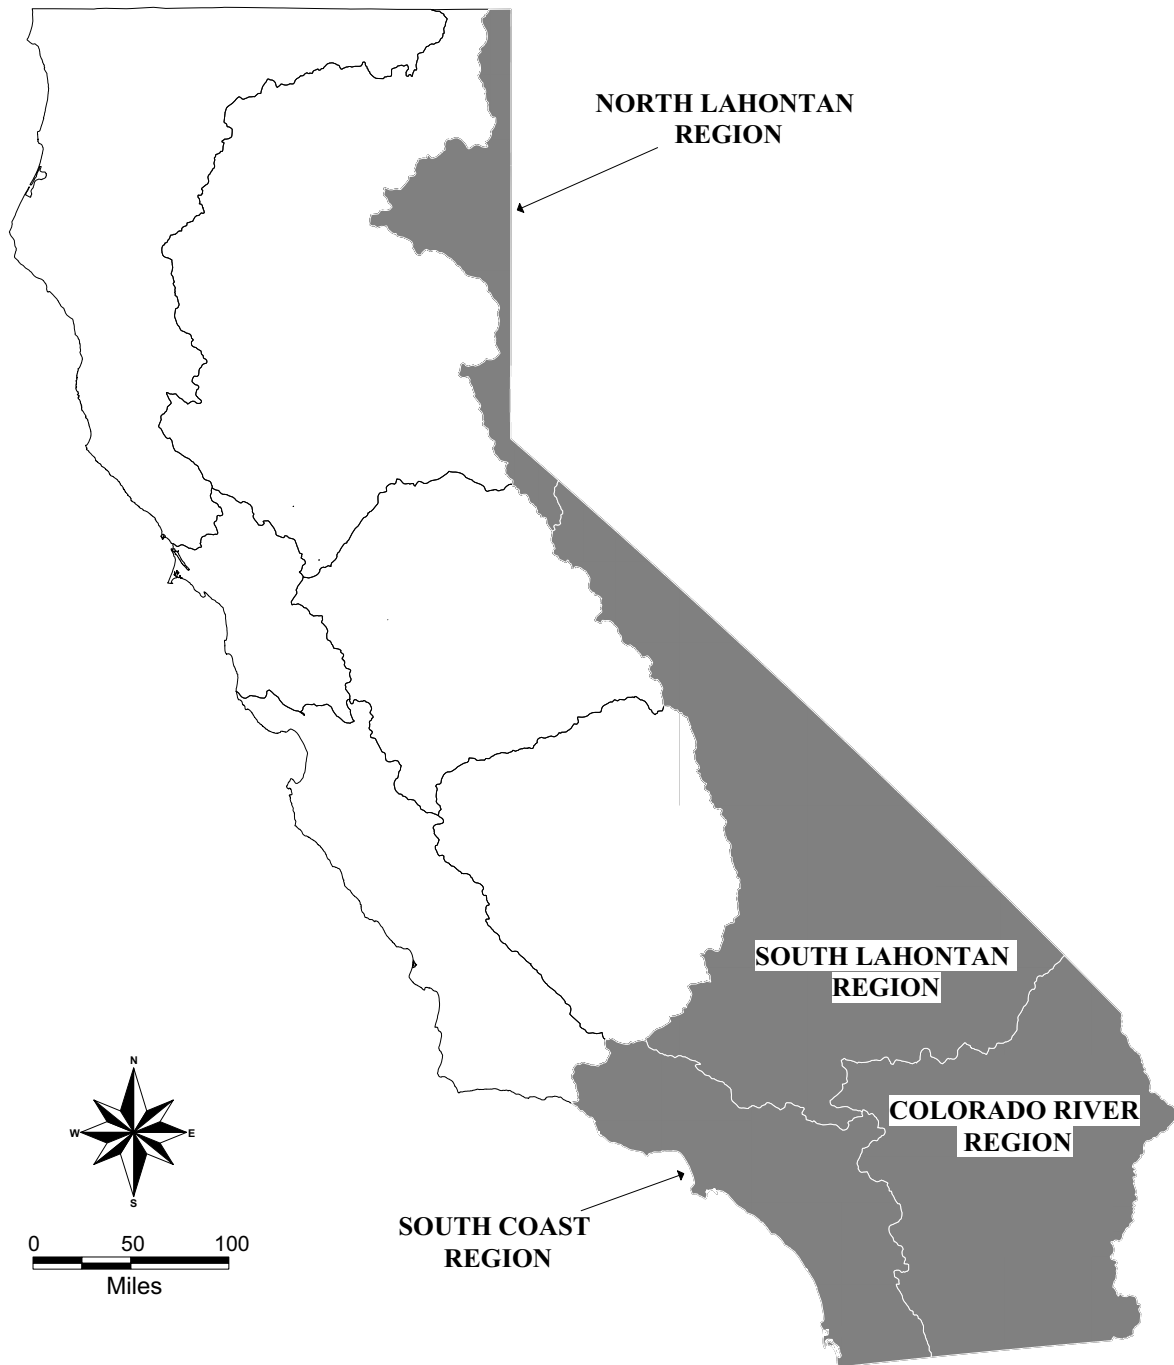 NORTH LAHONTAN
REGION
SOUTH LAHONTAN
REGION
COLORADO RIVER
REGION
N
W
E
S
SOUTH COAST
REGION
0 50 100
Miles